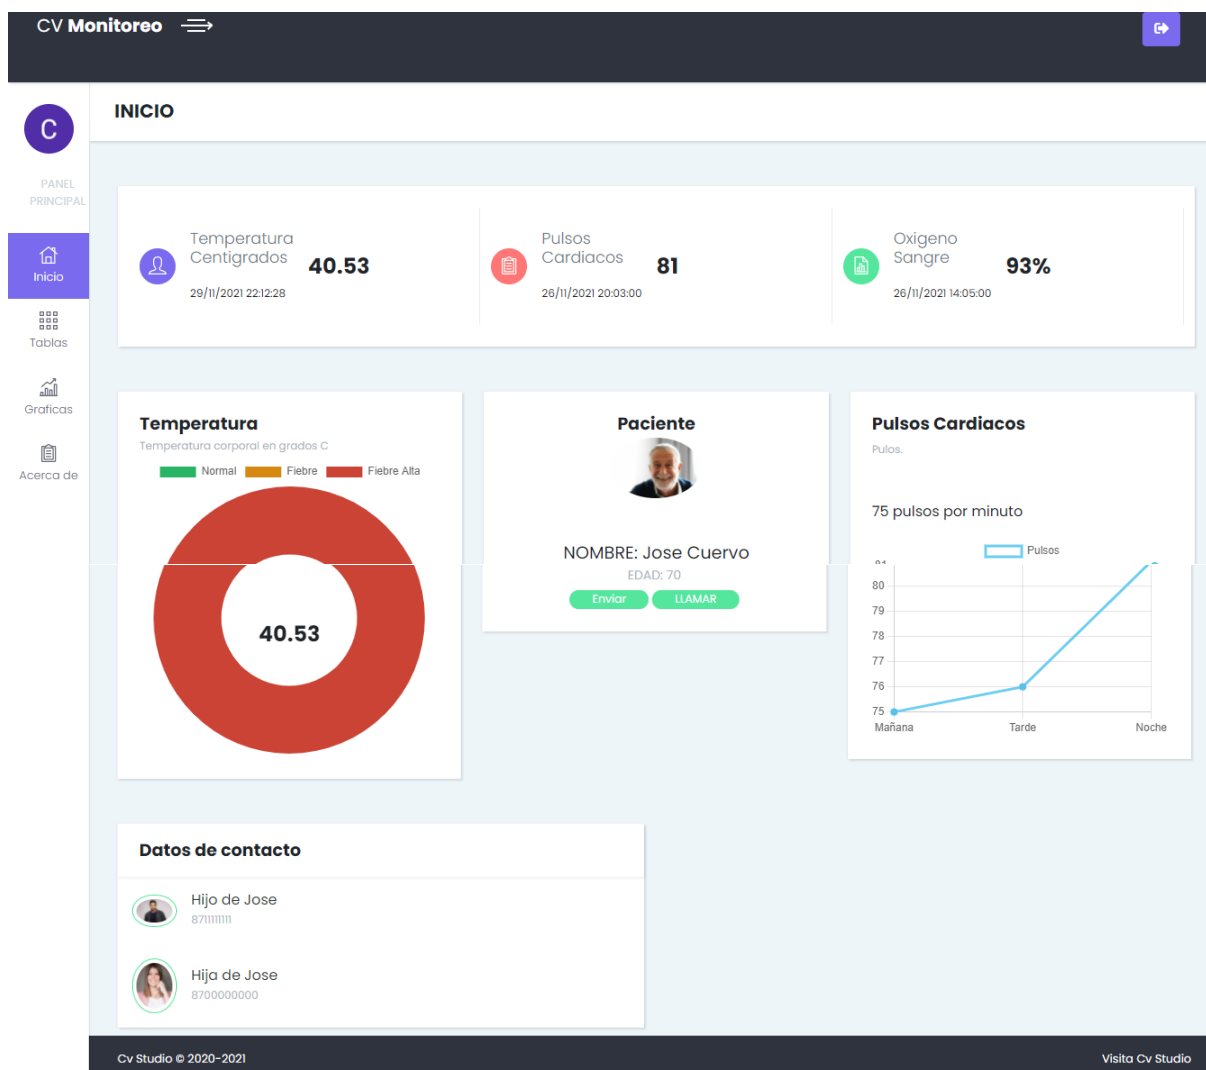 CV Monitoreo
INICIO
C
PANEL
PRINCIPAL
Inicio
Tablas
Graficas
Acerca de
Temperatura
Centigrados
40.53
29/11/2021 22:12:28
Pulsos
Cardiacos
81
26/11/2021 20:03:00
Oxigeno
Sangre
93%
26/11/2021 14:05:00
Temperatura
Temperatura corporal en grados C
Normal Fiebre Fiebre Alta
40.53
Paciente
NOMBRE: Jose Cuervo
EDAD: 70
Enviar LLAMAR
Pulsos Cardiacos
Pulos.
75 pulsos por minuto
Pulsos
81
80
79
78
77
76
75
Mañana Tarde Noche
Datos de contacto
Hijo de Jose
8711111111
Hija de Jose
8700000000
Cv Studio © 2020-2021
Visita Cv Studio